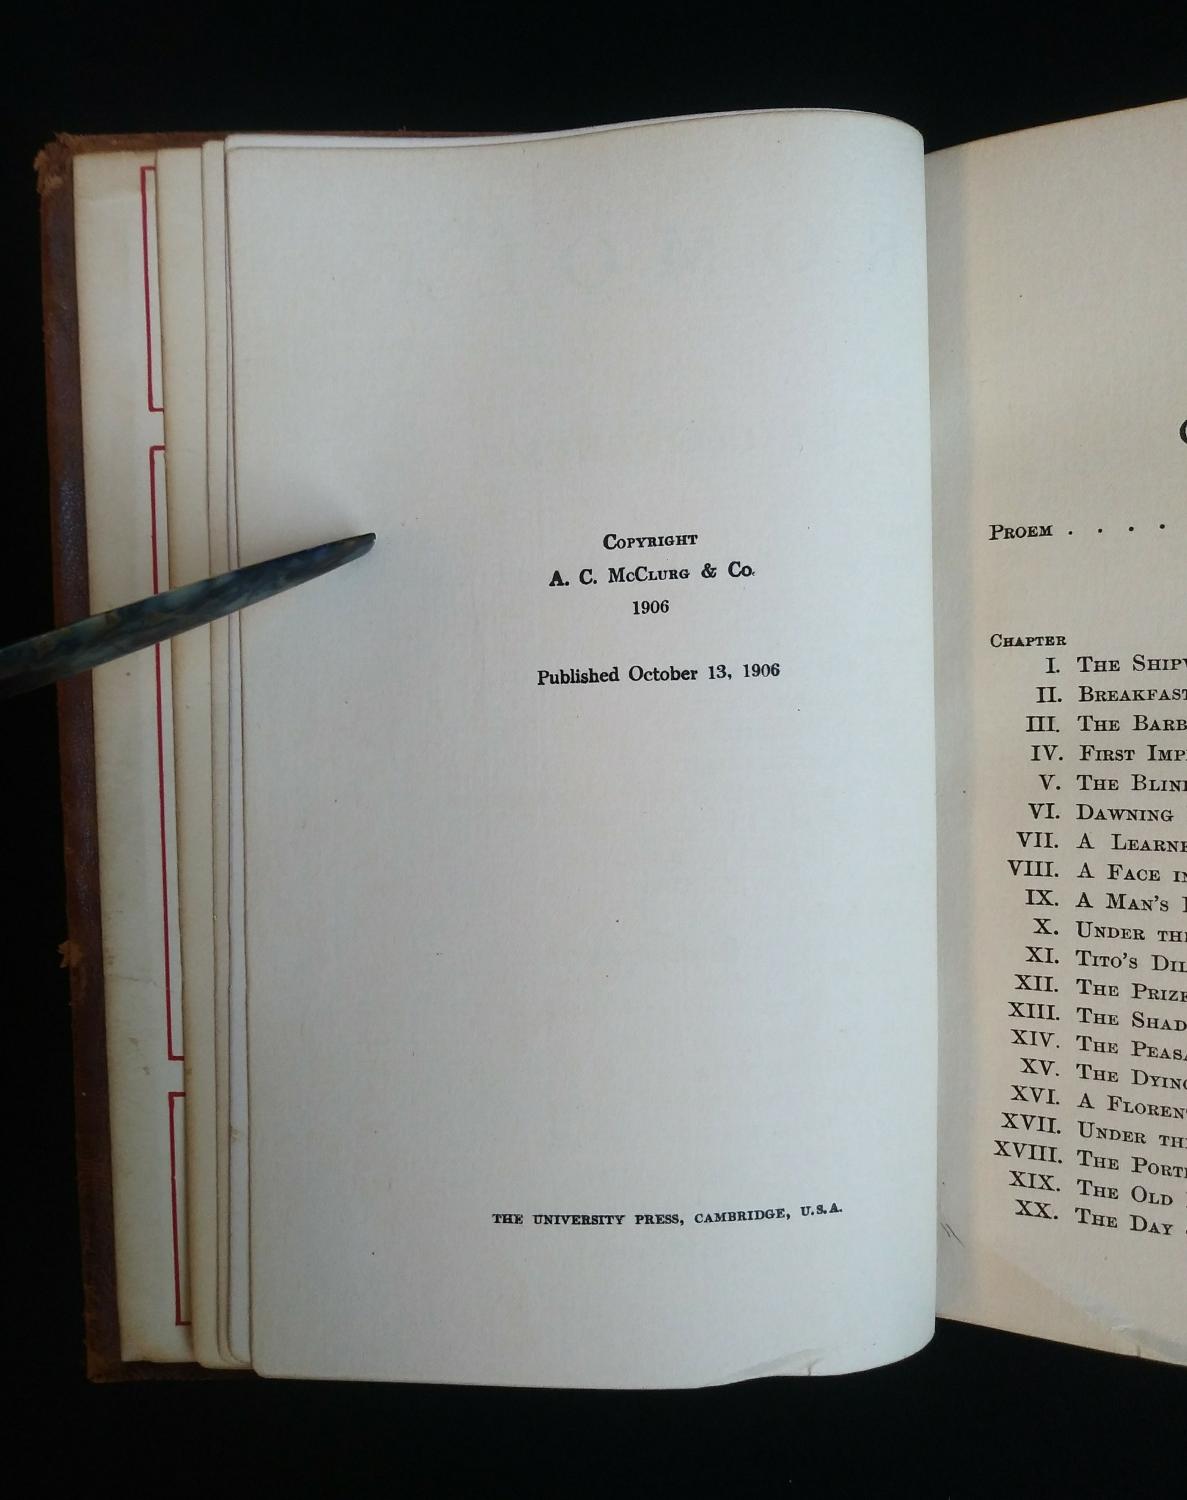 Copyright
A. C. McClurg & Co.
1906
Published October 13, 1906
THE UNIVERSITY PRESS, CAMBRIDGE, U.S.A.
Proem . . . .
Chapter
I. The
II. Breakfast
III. The
IV. First
V. The
VI. Dawning
VII. A
VIII. A Face
IX. A Man's
X. Under
XI. Tito's
XII. The Prize
XIII. The
XIV. The
XV. The
XVI. A
XVII. Under
XVIII. The
XIX. The Old
XX. The Day